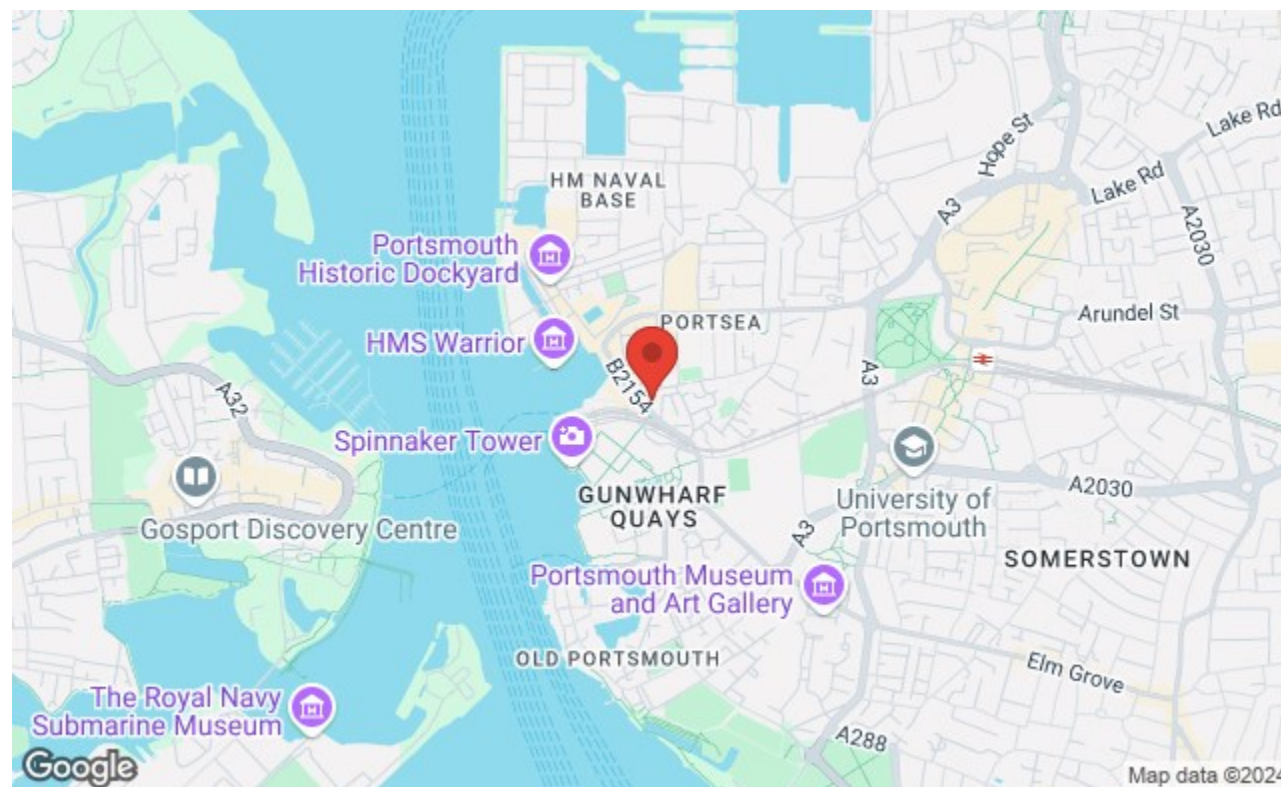 Lake Rd
Hope St
HM NAVAL
BASE
Lake Rd
A3
A2030
Portsmouth
Historic Dockyard
PORTSEA
Arundel St
HMS Warrior
B2154
A3
A32
Spinnaker Tower
GUNWHARF
QUAYS
University of
Portsmouth
A2030
Gosport Discovery Centre
A3
SOMERSTOWN
Portsmouth Museum
and Art Gallery
OLD PORTSMOUTH
Elm Grove
The Royal Navy
Submarine Museum
A288
Google
Map data ©2024